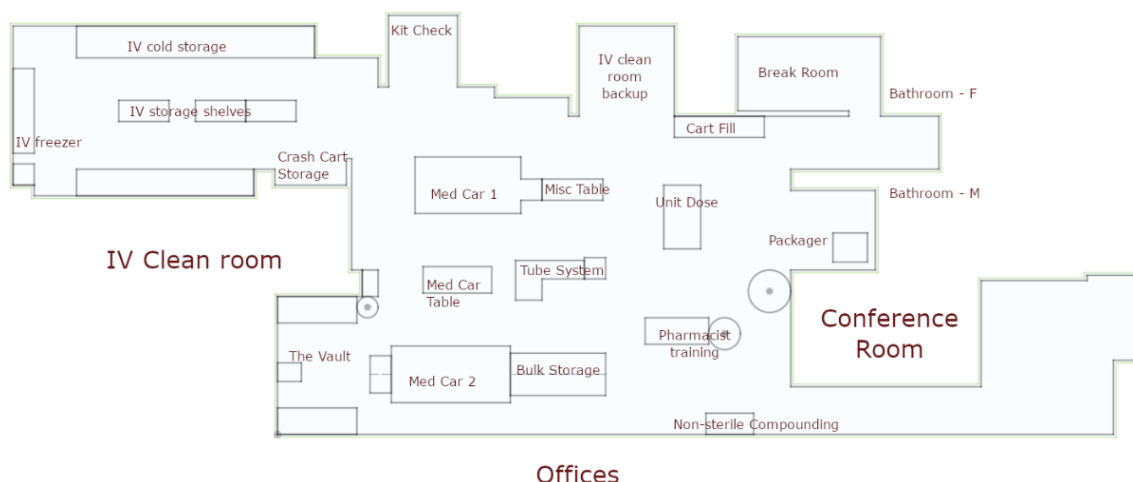 Kit Check
IV cold storage
IV clean
room
backup
Break Room
Bathroom - F
IV storage shelves
Cart Fill
IV freezer
Crash Cart
Storage
Med Car 1
Misc Table
Unit Dose
Bathroom - M
Packager
IV Clean room
Tube System
Med Car
Table
Conference
Room
Pharmacist
training
The Vault
Bulk Storage
Med Car 2
Non-sterile Compounding
Offices